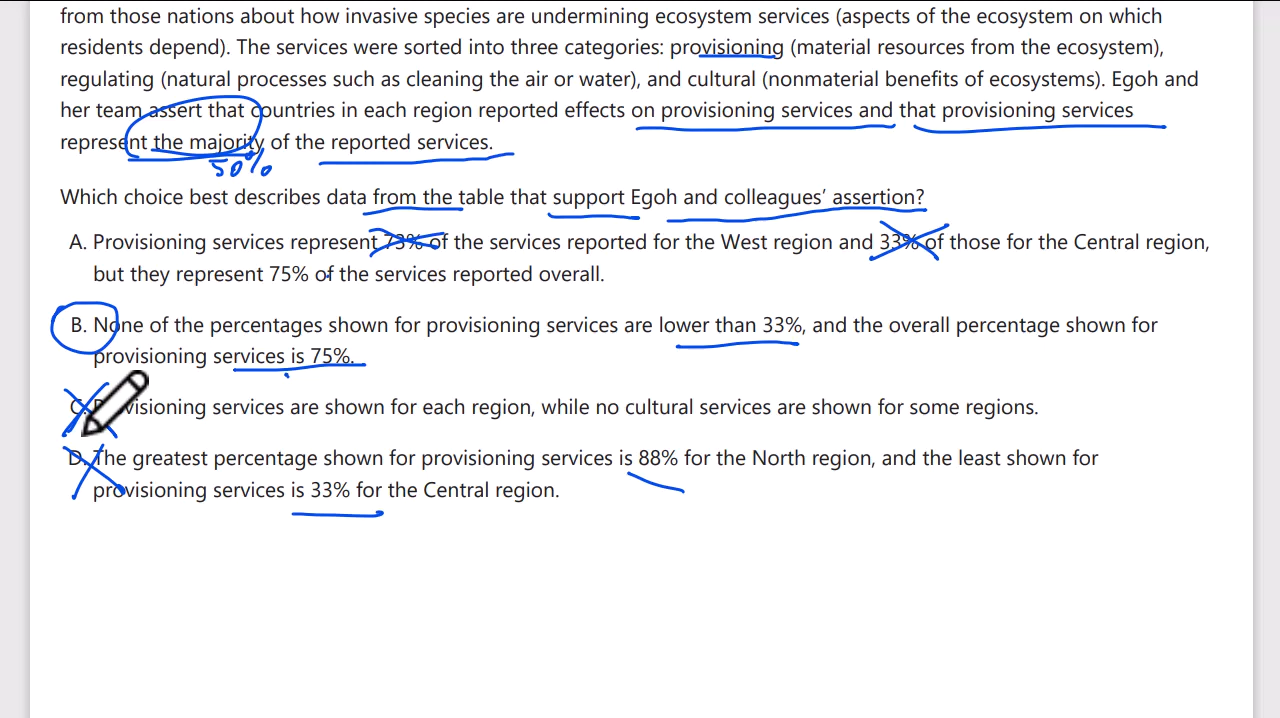 from those nations about how invasive species are undermining ecosystem services (aspects of the ecosystem on which
residents depend). The services were sorted into three categories: provisioning (material resources from the ecosystem),
regulating (natural processes such as cleaning the air or water), and cultural (nonmaterial benefits of ecosystems). Egoh and
her team assert that countries in each region reported effects on provisioning services and that provisioning services
represent the majority of the reported services.
50%
Which choice best describes data from the table that support Egoh and colleagues’ assertion?
A. Provisioning services represent 73% of the services reported for the West region and 33% of those for the Central region,
but they represent 75% of the services reported overall.
B. None of the percentages shown for provisioning services are lower than 33%, and the overall percentage shown for
provisioning services is 75%.
C. Provisioning services are shown for each region, while no cultural services are shown for some regions.
D. The greatest percentage shown for provisioning services is 88% for the North region, and the least shown for
provisioning services is 33% for the Central region.